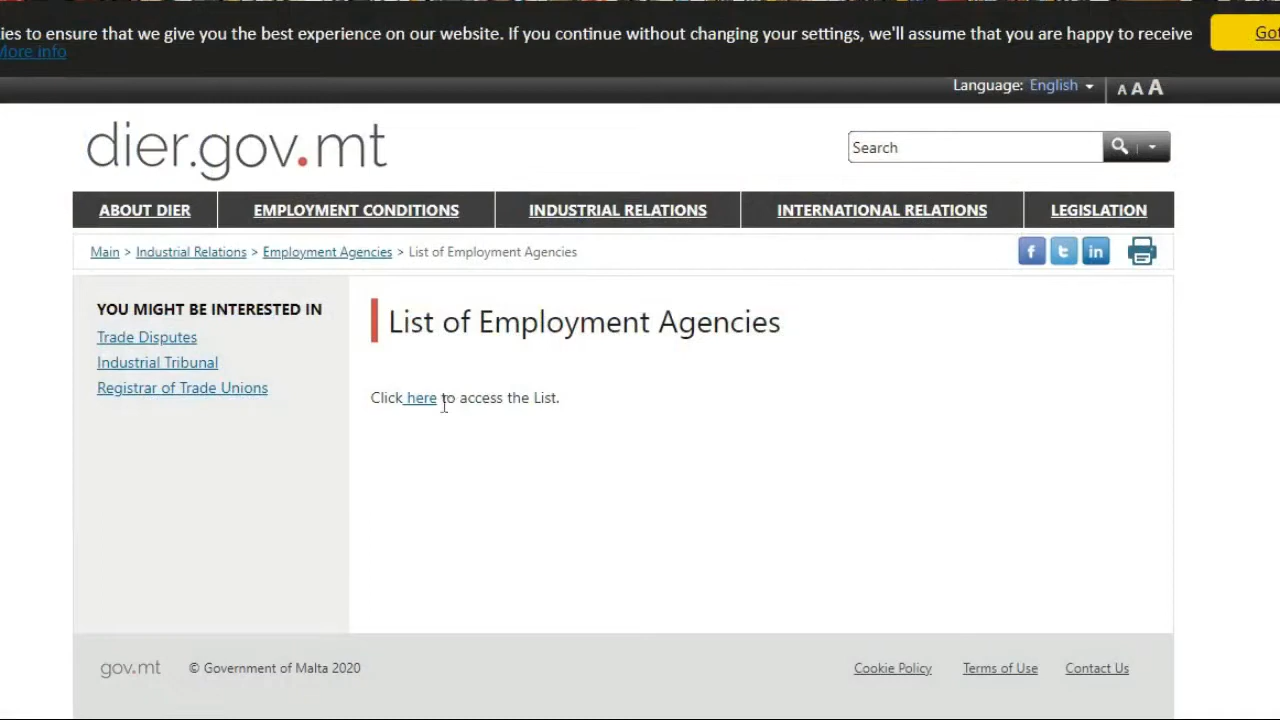 ies to ensure that we give you the best experience on our website. If you continue without changing your settings, we'll assume that you are happy to receive
More info
Got
Language: English
A A A
dier.gov.mt
Search
ABOUT DIER EMPLOYMENT CONDITIONS INDUSTRIAL RELATIONS INTERNATIONAL RELATIONS LEGISLATION
Main > Industrial Relations > Employment Agencies > List of Employment Agencies
f t in
YOU MIGHT BE INTERESTED IN
Trade Disputes
Industrial Tribunal
Registrar of Trade Unions
List of Employment Agencies
Click here to access the List.
gov.mt © Government of Malta 2020 Cookie Policy Terms of Use Contact Us